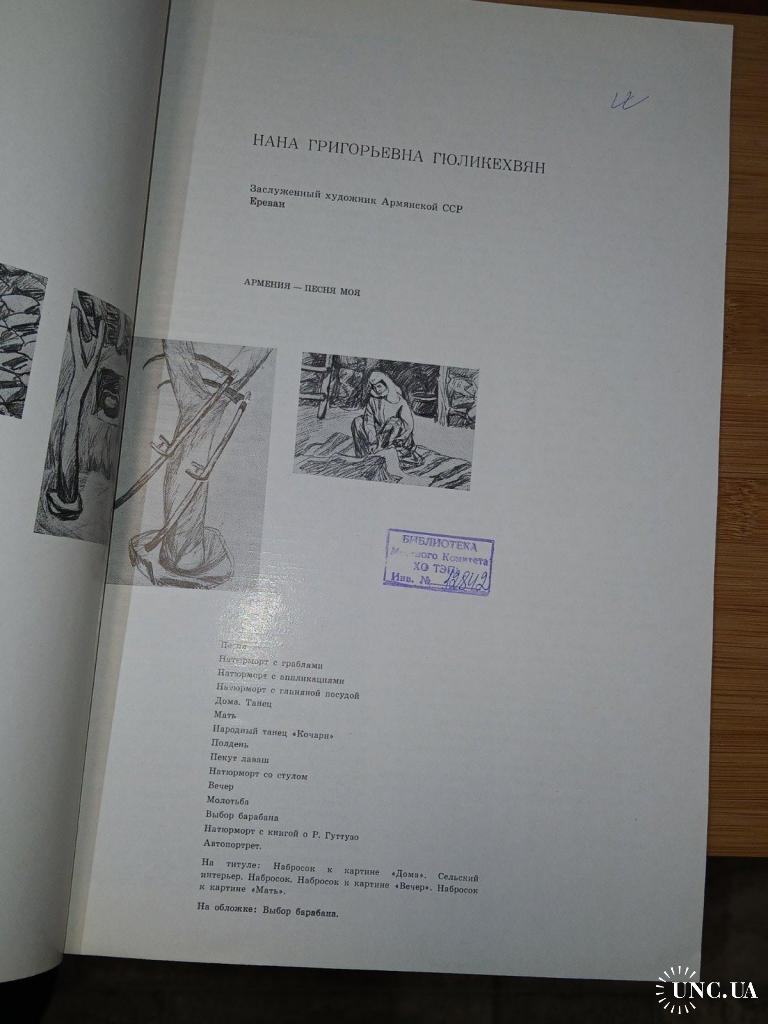 НАНА ГРИГОРЬЕВНА ГЮЛИКЕХВЯН
Заслуженный художник Армянской ССР
Ереван
АРМЕНИЯ — ПЕСНЯ МОЯ
БИБЛИОТЕКА
Комитета
ХО ТЭПа
Инв. № 12842
Песня
Натюрморт с граблями
Натюрморт с аппликациями
Натюрморт с глиняной посудой
Дома. Танец
Мать
Народный танец «Кочари»
Полдень
Пекут лаваш
Натюрморт со стулом
Вечер
Молотьба
Выбор барабана
Натюрморт с книгой о Р. Гуттузо
Автопортрет.
На титуле: Набросок к картине «Дома». Сельский
интерьер. Набросок. Набросок к картине «Вечер». Набросок
к картине «Мать».
На обложке: Выбор барабана.
UNC.UA